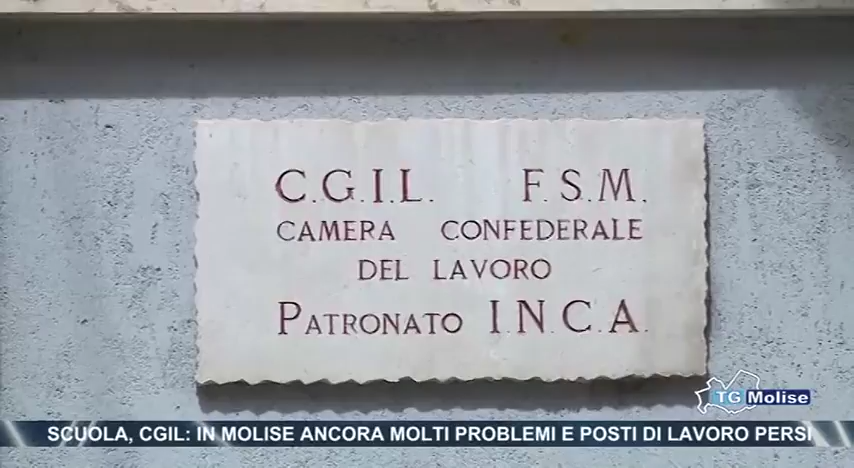 C.G.I.L. F.S.M.
CAMERA CONFEDERALE
DEL LAVORO
PATRONATO I.N.C.A.
TG Molise
SCUOLA, CGIL: IN MOLISE ANCORA MOLTI PROBLEMI E POSTI DI LAVORO PERSI